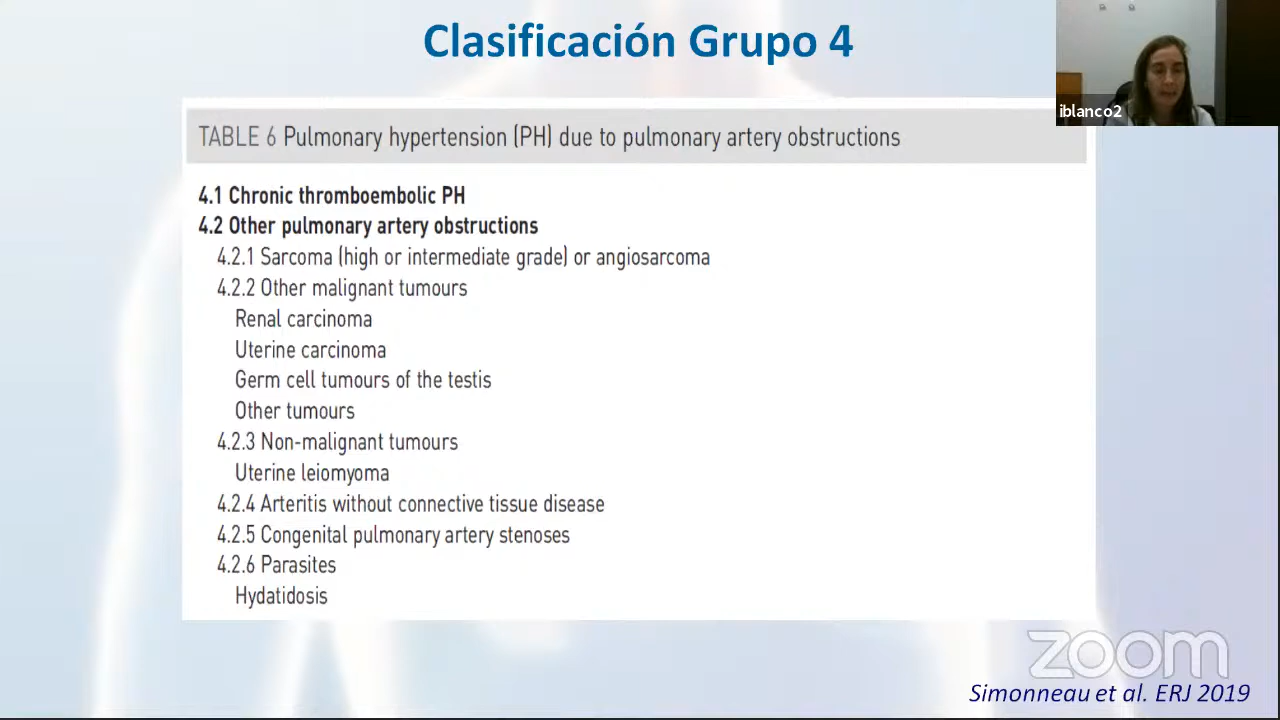 Clasificación Grupo 4
iblanco2
TABLE 6 Pulmonary hypertension (PH) due to pulmonary artery obstructions
4.1 Chronic thromboembolic PH
4.2 Other pulmonary artery obstructions
4.2.1 Sarcoma (high or intermediate grade) or angiosarcoma
4.2.2 Other malignant tumours
Renal carcinoma
Uterine carcinoma
Germ cell tumours of the testis
Other tumours
4.2.3 Non-malignant tumours
Uterine leiomyoma
4.2.4 Arteritis without connective tissue disease
4.2.5 Congenital pulmonary artery stenoses
4.2.6 Parasites
Hydatidosis
zoom
Simonneau et al. ERJ 2019